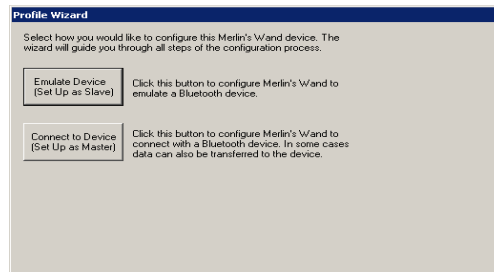 Profile Wizard
Select how you would like to configure this Merlin's Wand device. The
wizard will guide you through all steps of the configuration process.
Emulate Device
(Set Up as Slave)
Click this button to configure Merlin's Wand to
emulate a Bluetooth device.
Connect to Device
(Set Up as Master)
Click this button to configure Merlin's Wand to
connect with a Bluetooth device. In some cases
data can also be transferred to the device.